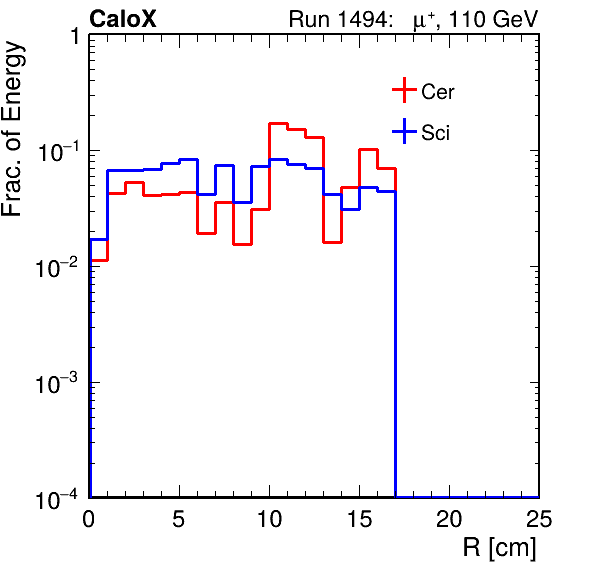 CaloX Run 1494: μ⁺, 110 GeV
Frac. of Energy
1
10⁻¹
10⁻²
10⁻³
10⁻⁴
Cer
Sci
0 5 10 15 20 25
R [cm]